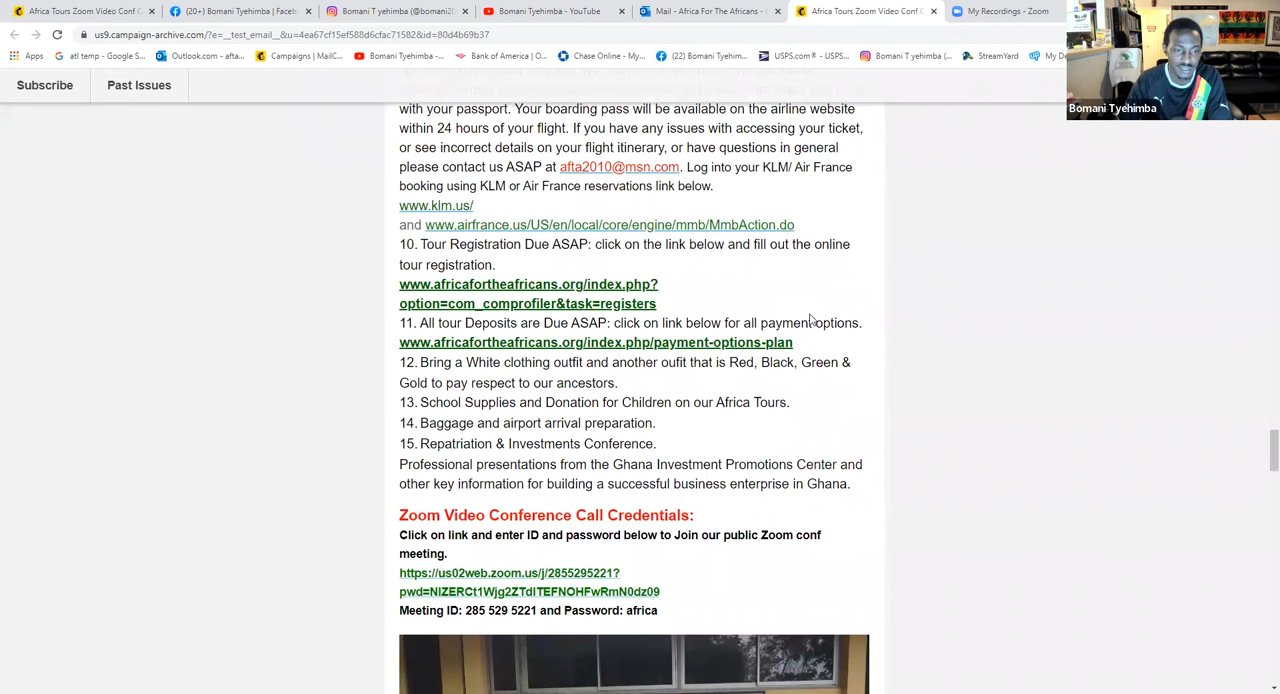 Africa Tours Zoom Video Conf C
(20+) Bomani Tyehimba | Faceb
Bomani T yehimba (@bomani20
Bomani Tyehimba - YouTube
Mail - Africa For The Africans - 
Africa Tours Zoom Video Conf C
My Recordings - Zoom
us9.campaign-archive.com/?e=__test_email__&u=4ea67cf15ef588d0cdc71582&id=80d4b69b37
Apps
atl temp - Google S...
Outlook.com - afta...
Campaigns | MailC...
Bomani Tyehimba -...
Bank of America -...
Chase Online - My...
(22) Bomani Tyehim...
USPS.com® - USPS...
Bomani T yehimba...
StreamYard
My De
Subscribe
Past Issues
Bomani Tyehimba
with your passport. Your boarding pass will be available on the airline website
within 24 hours of your flight. If you have any issues with accessing your ticket,
or see incorrect details on your flight itinerary, or have questions in general
please contact us ASAP at afta2010@msn.com. Log into your KLM/ Air France
booking using KLM or Air France reservations link below.
www.klm.us/
and www.airfrance.us/US/en/local/core/engine/mmb/MmbAction.do
10. Tour Registration Due ASAP: click on the link below and fill out the online
tour registration.
www.africafortheafricans.org/index.php?
option=com_comprofiler&task=registers
11. All tour Deposits are Due ASAP: click on link below for all payment options.
www.africafortheafricans.org/index.php/payment-options-plan
12. Bring a White clothing outfit and another oufit that is Red, Black, Green &
Gold to pay respect to our ancestors.
13. School Supplies and Donation for Children on our Africa Tours.
14. Baggage and airport arrival preparation.
15. Repatriation & Investments Conference.
Professional presentations from the Ghana Investment Promotions Center and
other key information for building a successful business enterprise in Ghana.
Zoom Video Conference Call Credentials:
Click on link and enter ID and password below to Join our public Zoom conf
meeting.
https://us02web.zoom.us/j/2855295221?
pwd=NIZERCt1Wjg2ZTdITEFNOHFwRmN0dz09
Meeting ID: 285 529 5221 and Password: africa